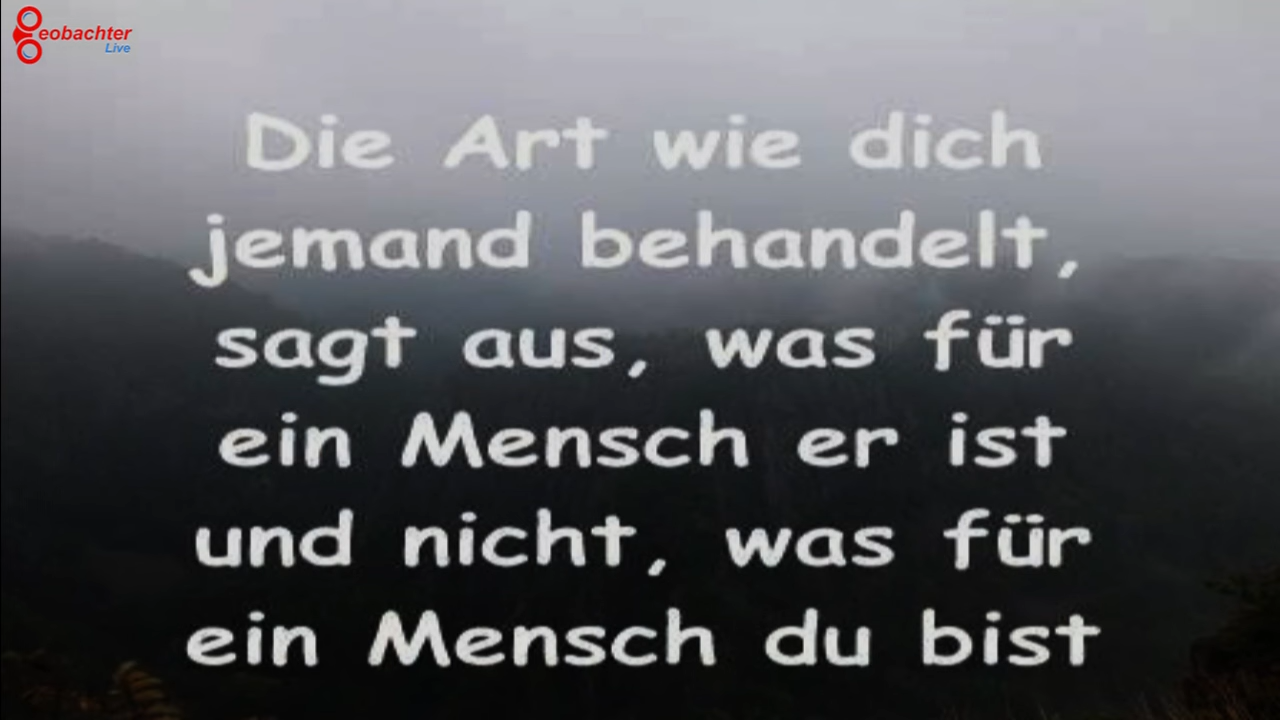 Beobachter
Live
Die Art wie dich
jemand behandelt,
sagt aus, was für
ein Mensch er ist
und nicht, was für
ein Mensch du bist